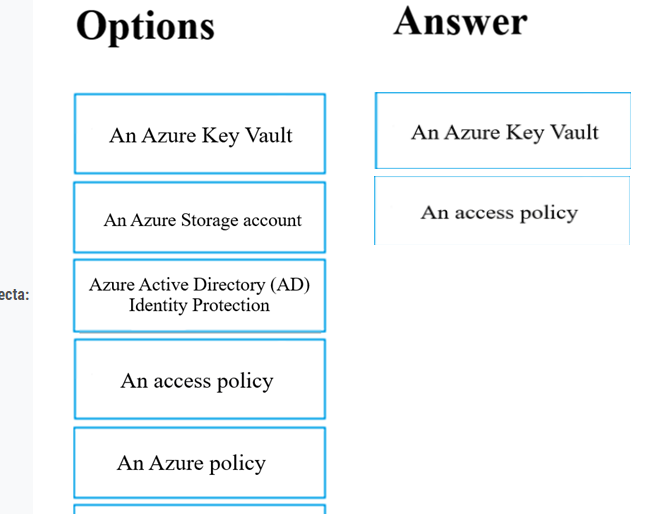 Options
Answer
An Azure Key Vault
An Azure Key Vault
An Azure Storage account
An access policy
ecta:
Azure Active Directory (AD)
Identity Protection
An access policy
An Azure policy